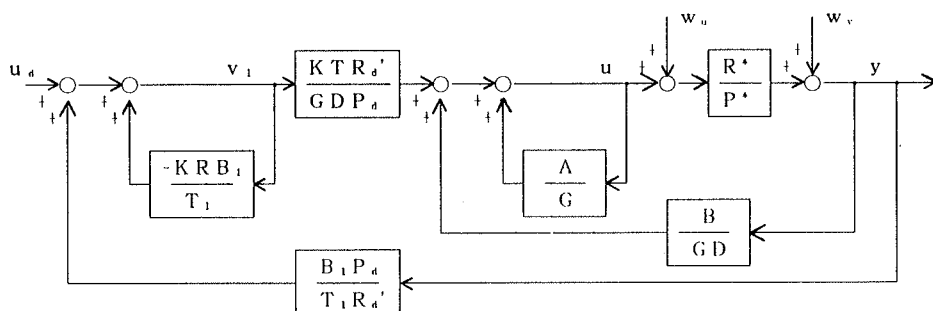 w_u w_y
u_d + + v_1 K T R_d' / G D P_d + + u + R* / P* + y
+ + + +
-K R B_1 / T_1
A / G
B / G D
B_1 P_d / T_1 R_d'